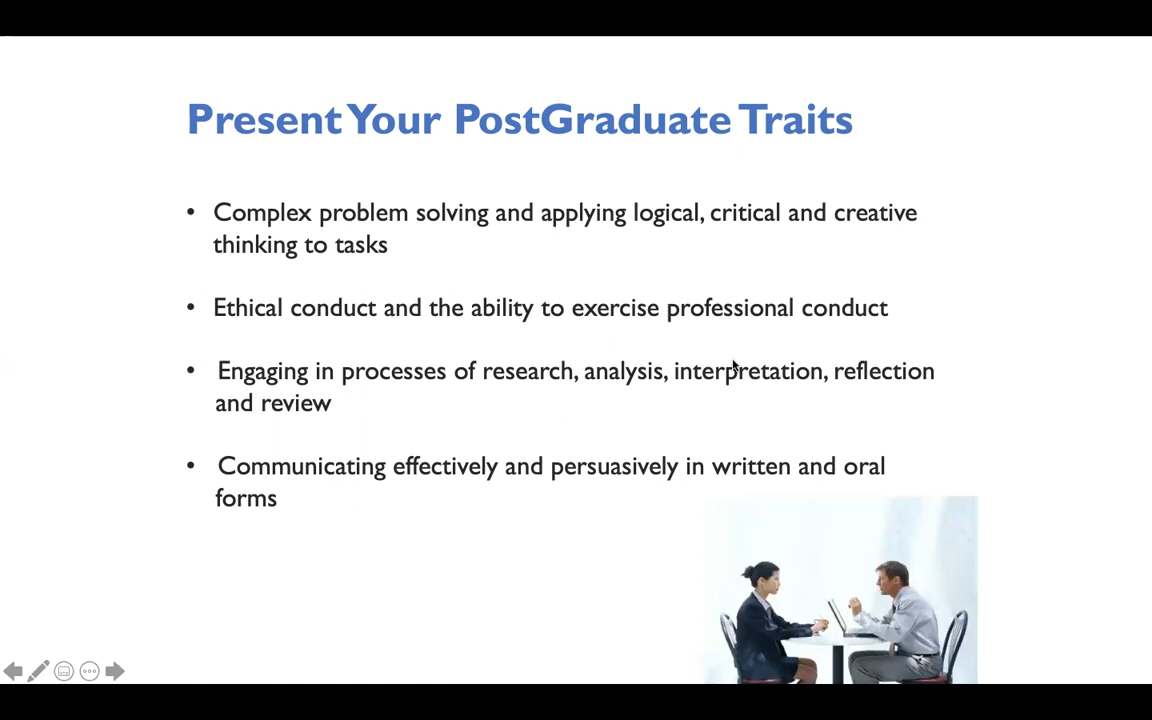 Present Your PostGraduate Traits
• Complex problem solving and applying logical, critical and creative
thinking to tasks
• Ethical conduct and the ability to exercise professional conduct
• Engaging in processes of research, analysis, interpretation, reflection
and review
• Communicating effectively and persuasively in written and oral
forms